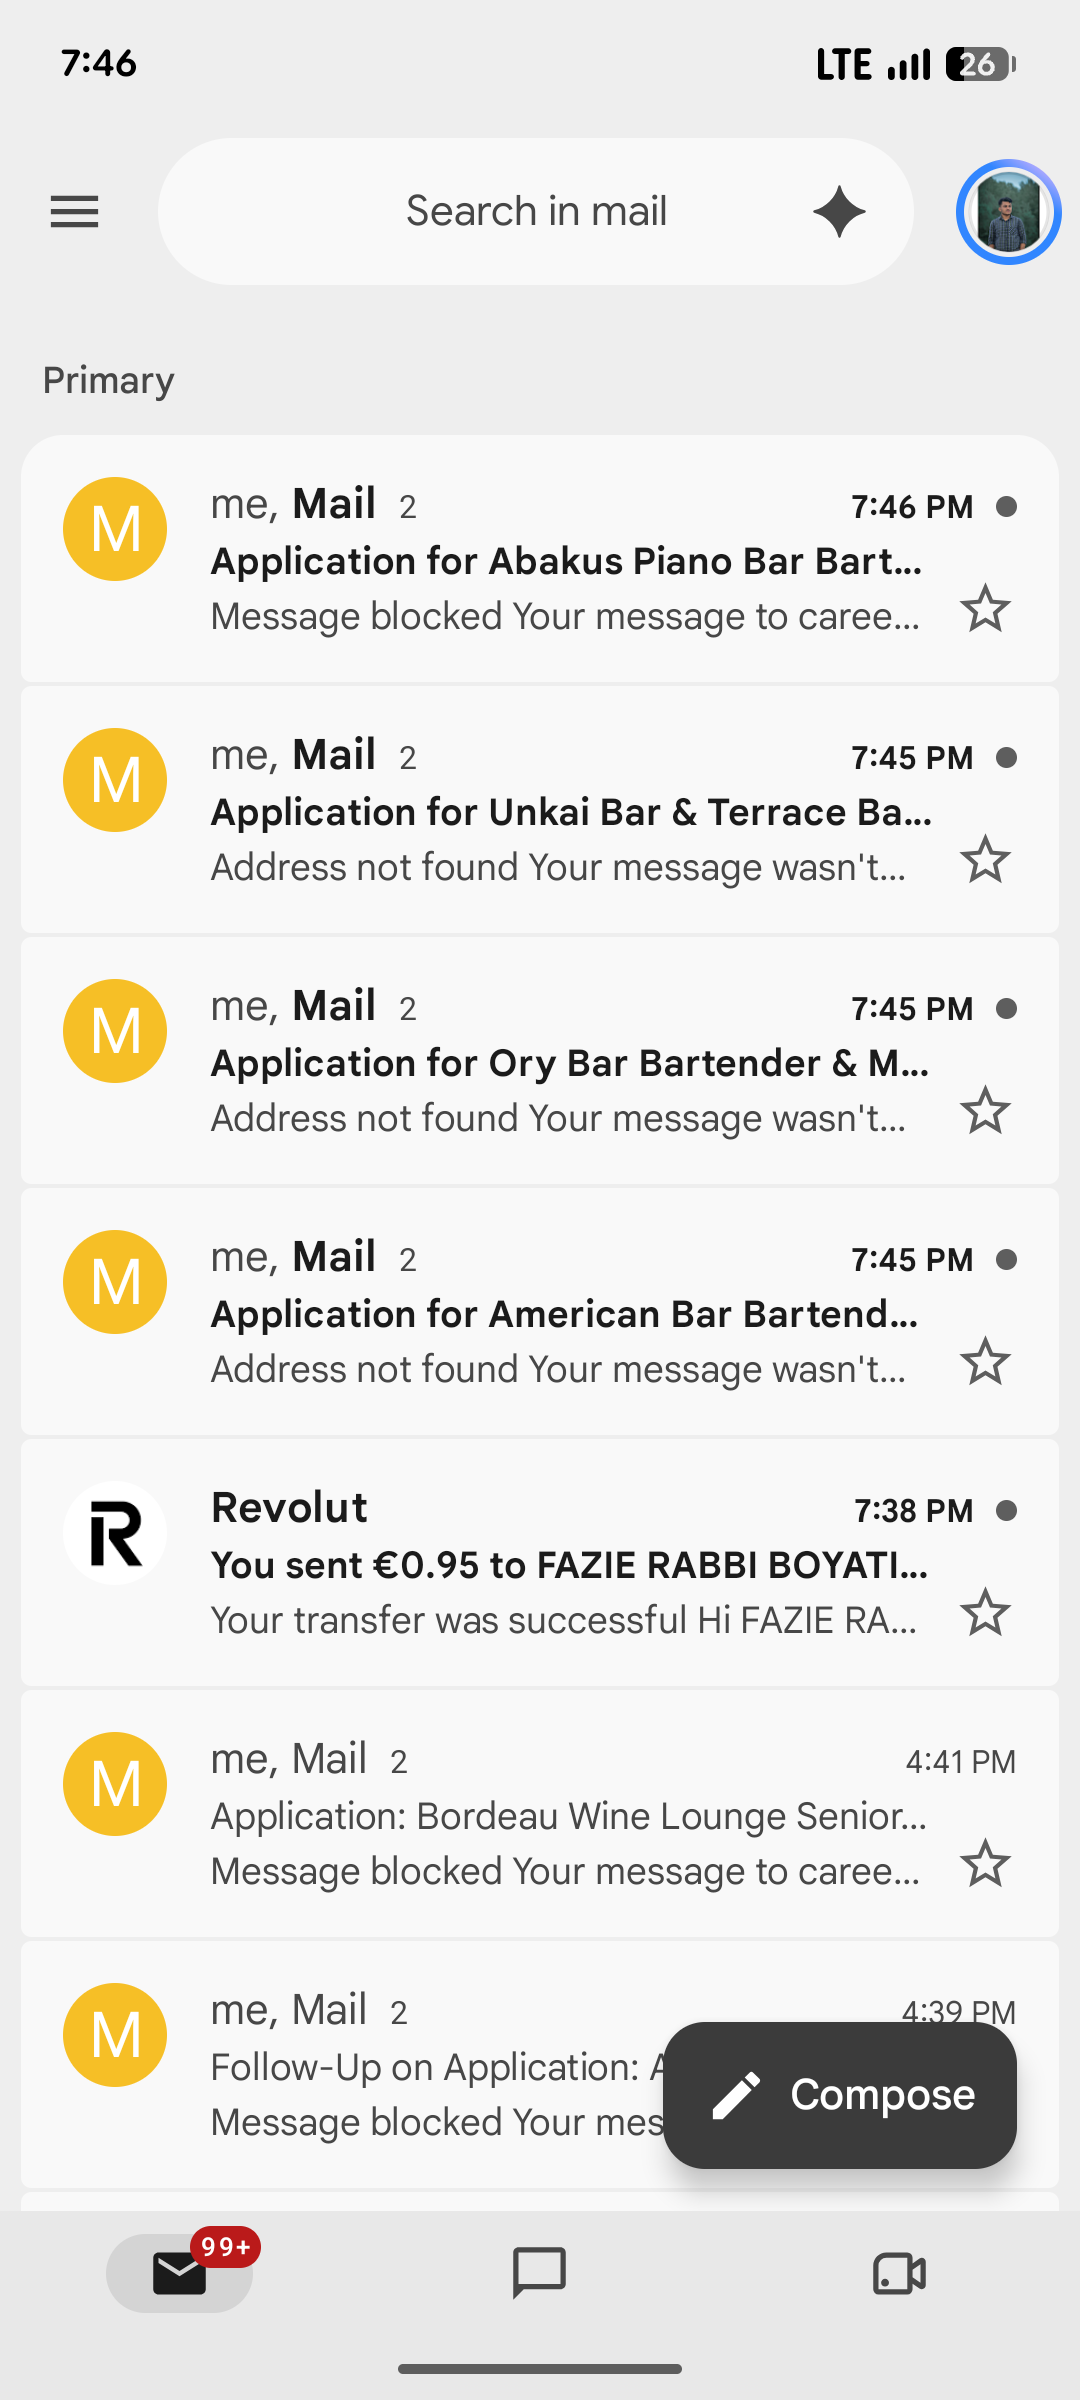 7:46
LTE 26
Search in mail
Primary
M
me, Mail 2
7:46 PM
Application for Abakus Piano Bar Bart...
Message blocked Your message to caree...
M
me, Mail 2
7:45 PM
Application for Unkai Bar & Terrace Ba...
Address not found Your message wasn't...
M
me, Mail 2
7:45 PM
Application for Ory Bar Bartender & M...
Address not found Your message wasn't...
M
me, Mail 2
7:45 PM
Application for American Bar Bartend...
Address not found Your message wasn't...
R
Revolut
7:38 PM
You sent €0.95 to FAZIE RABBI BOYATI...
Your transfer was successful Hi FAZIE RA...
M
me, Mail 2
4:41 PM
Application: Bordeau Wine Lounge Senior...
Message blocked Your message to caree...
M
me, Mail 2
4:39 PM
Follow-Up on Application: A
Message blocked Your mes
Compose
99+